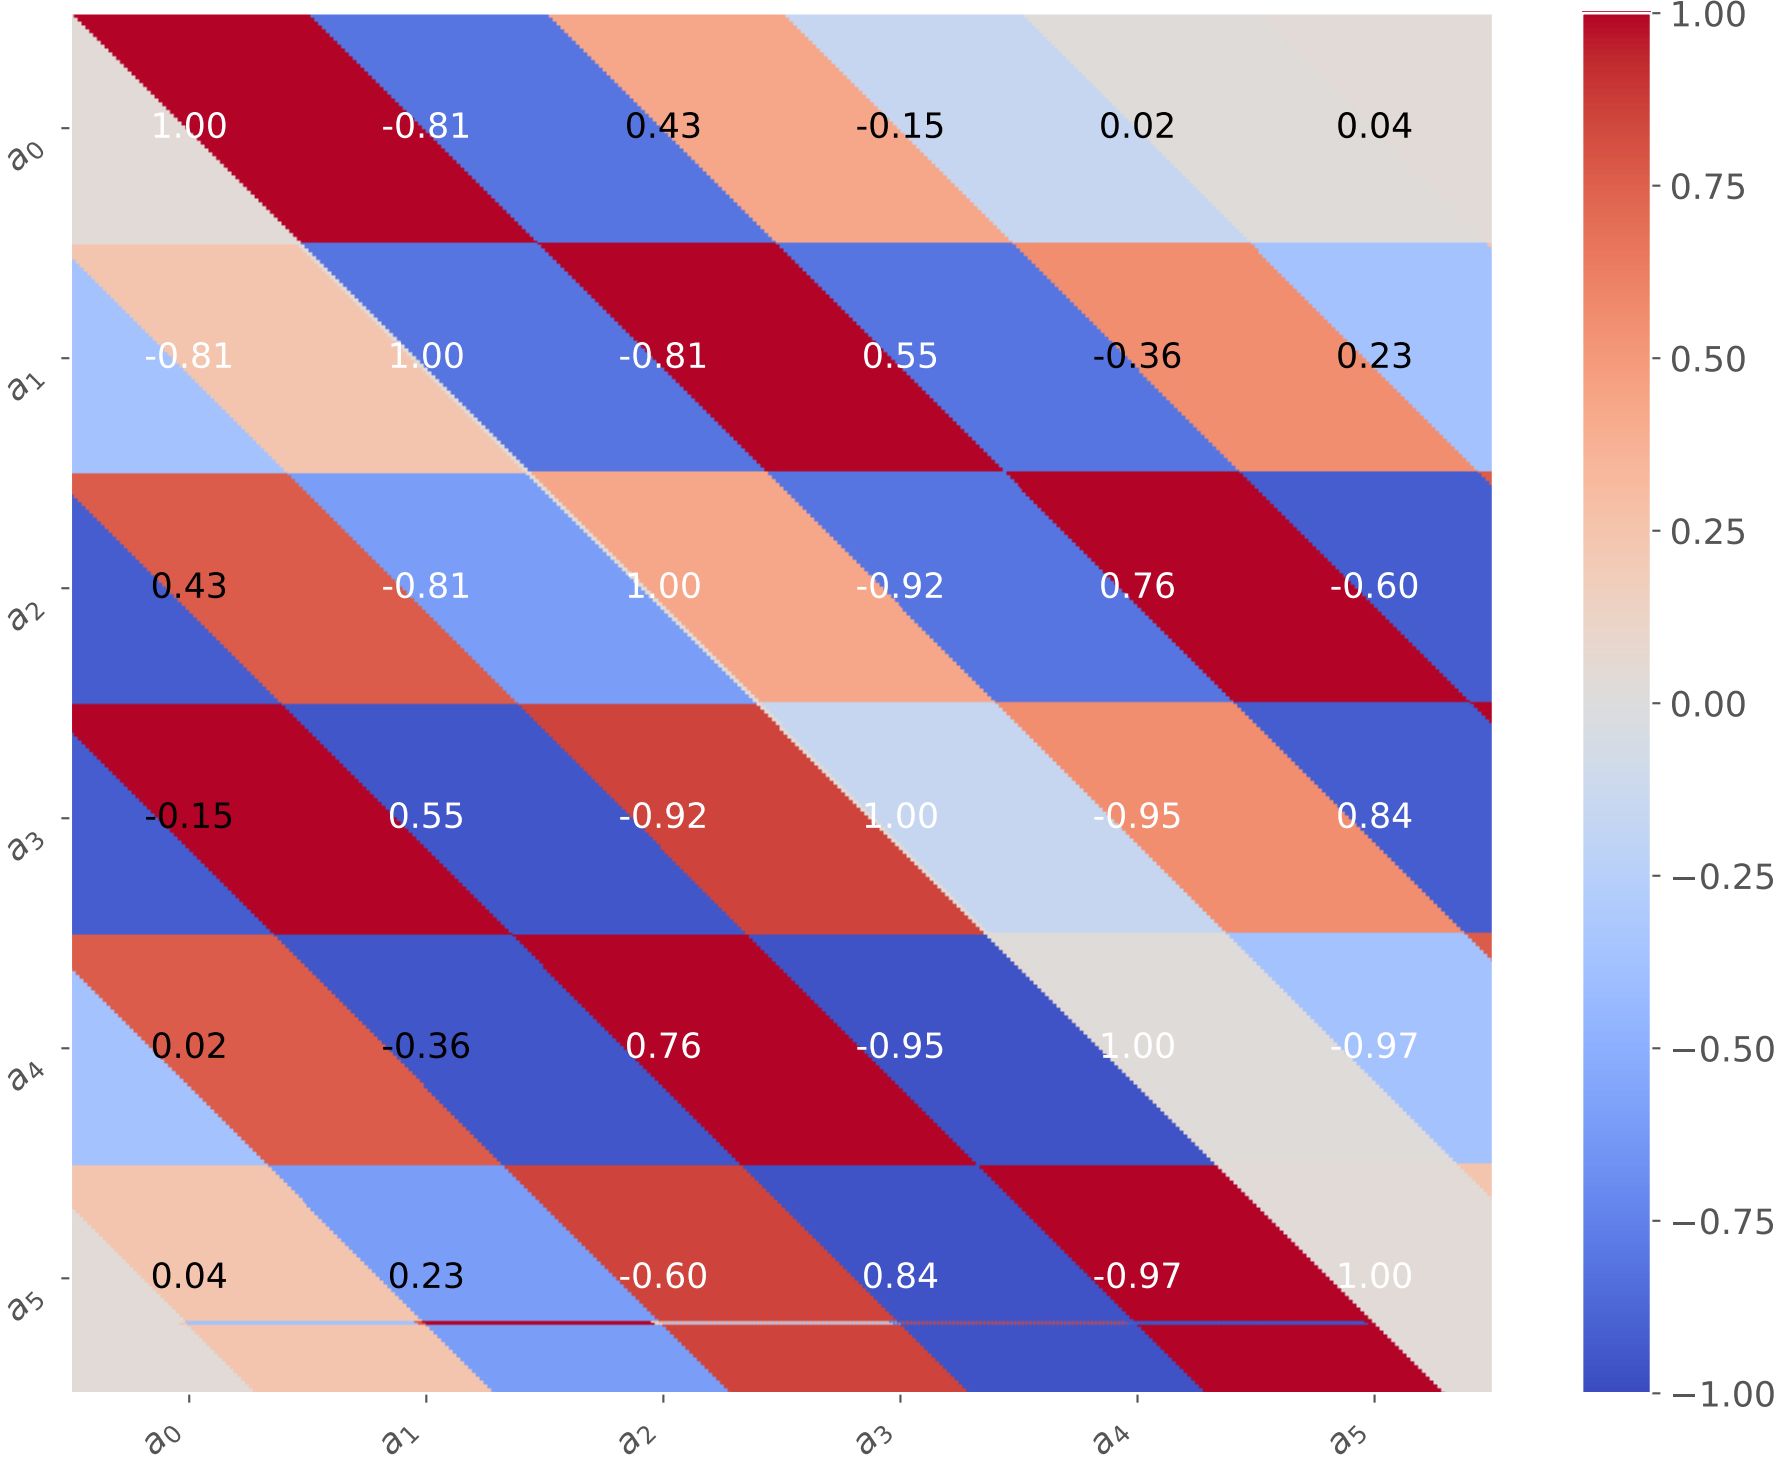 1.00
a₀ 1.00 -0.81 0.43 -0.15 0.02 0.04
0.75
a₁ -0.81 1.00 -0.81 0.55 -0.36 0.23
0.50
0.25
a₂ 0.43 -0.81 1.00 -0.92 0.76 -0.60
0.00
a₃ -0.15 0.55 -0.92 1.00 -0.95 0.84
−0.25
a₄ 0.02 -0.36 0.76 -0.95 1.00 -0.97
−0.50
−0.75
a₅ 0.04 0.23 -0.60 0.84 -0.97 1.00
−1.00
a₀ a₁ a₂ a₃ a₄ a₅